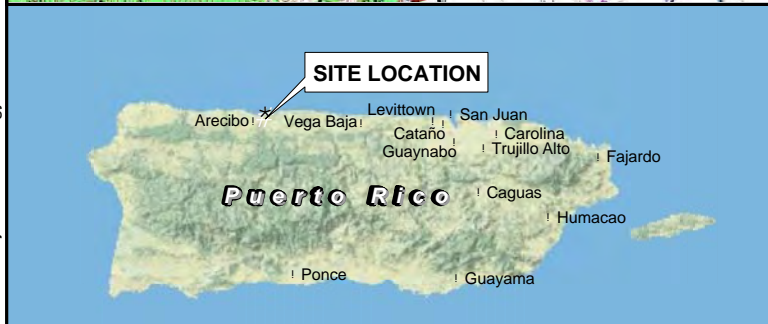 SITE LOCATION
Levittown
San Juan
Arecibo
Vega Baja
Cataño
Carolina
Guaynabo
Trujillo Alto
Fajardo
Puerto Rico
Caguas
Humacao
Ponce
Guayama